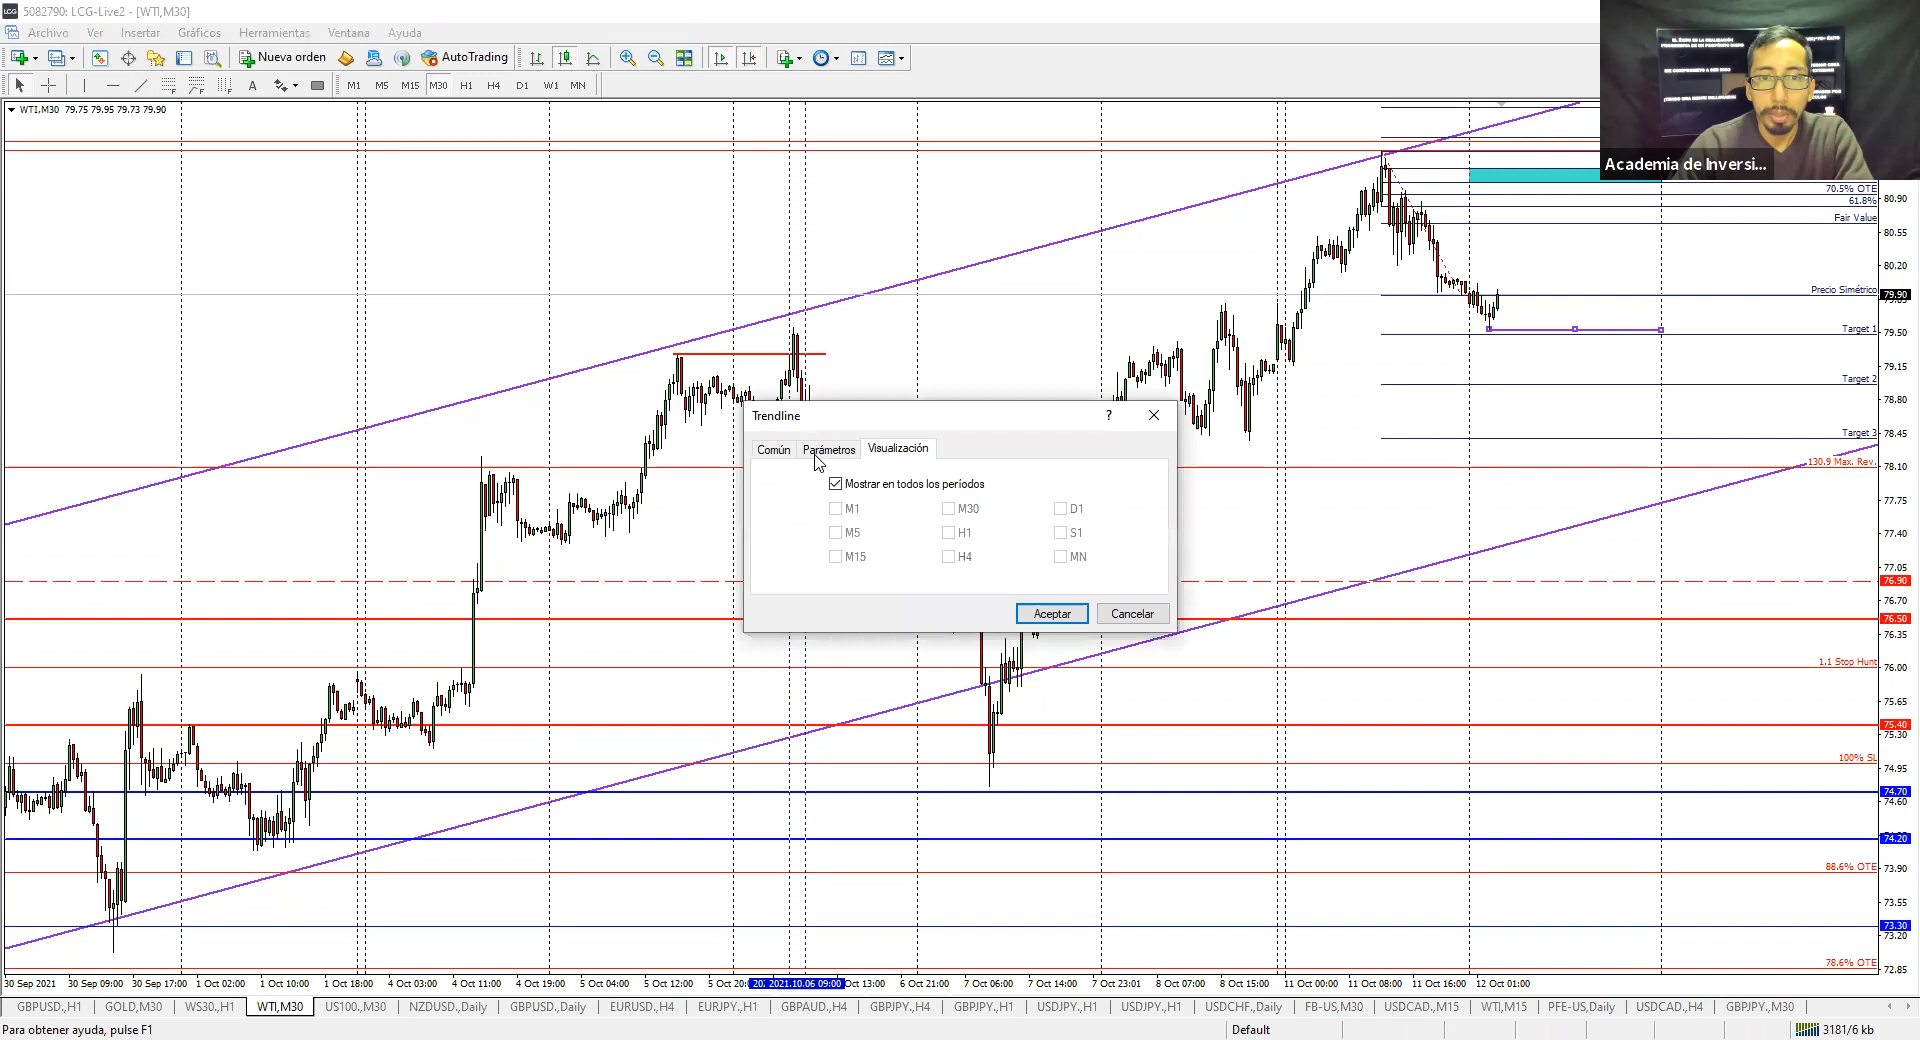 5082790: LCG-Live2 - [WTI,M30]
Archivo Ver Insertar Gráficos Herramientas Ventana Ayuda
Nueva orden AutoTrading
A M1 M5 M15 M30 H1 H4 D1 W1 MN
WTI,M30 79.75 79.95 79.73 79.90
EL ÉXITO ES LA REALIZACIÓN
PROGRESIVA DE UN PROPÓSITO DIGNO
Academia de Inversi...
70.5% OTE
80.90
61.8%
Fair Value
80.55
80.20
Precio Simétrico
79.90
Target 1
79.50
79.15
Target 2
78.80
Target 3
78.45
130.9 Max. Rev.
78.10
77.75
77.40
77.05
76.90
76.70
76.50
76.35
1.1 Stop Hunt
76.00
75.65
75.40
75.30
100% SL
74.95
74.70
74.60
74.20
88.6% OTE
73.90
73.55
73.30
73.20
78.6% OTE
72.85
Trendline
?
Común Parámetros Visualización
Mostrar en todos los períodos
M1 M30 D1
M5 H1 S1
M15 H4 MN
Aceptar Cancelar
30 Sep 2021 30 Sep 09:00 30 Sep 17:00 1 Oct 02:00 1 Oct 10:00 1 Oct 18:00 4 Oct 03:00 4 Oct 11:00 4 Oct 19:00 5 Oct 04:00 5 Oct 12:00 5 Oct 20:0 202 2021.10.06 09:00 Oct 13:00 6 Oct 21:00 7 Oct 06:00 7 Oct 14:00 7 Oct 23:01 8 Oct 07:00 8 Oct 15:00 11 Oct 00:00 11 Oct 08:00 11 Oct 16:00 12 Oct 01:00
GBPUSD.,H1 GOLD,M30 WS30.,H1 WTI,M30 US100.,M30 NZDUSD.,Daily GBPUSD.,Daily EURUSD.,H4 EURJPY.,H1 GBPAUD.,H4 GBPJPY.,H4 GBPJPY.,H1 USDJPY.,H1 USDJPY.,H1 USDCHF.,Daily FB-US,M30 USDCAD.,M15 WTI,M15 PFE-US,Daily USDCAD.,H4 GBPJPY.,M30
Para obtener ayuda, pulse F1
Default
3181/6 kb